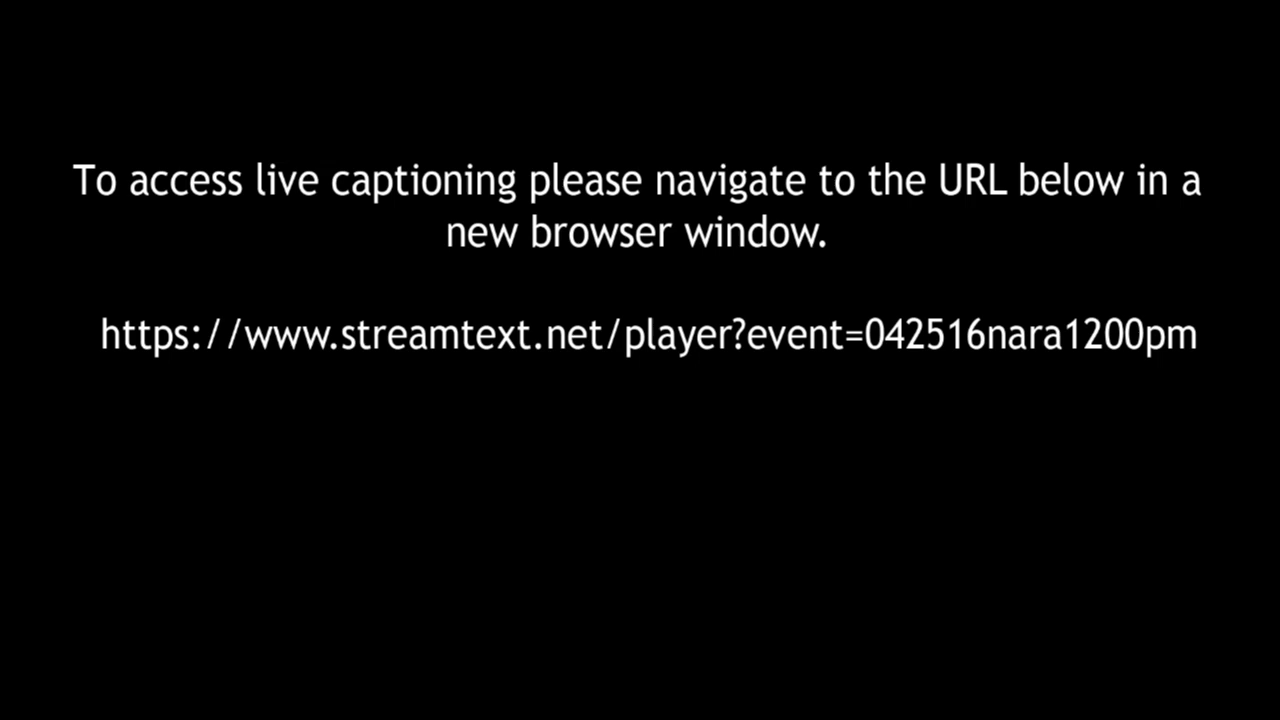 To access live captioning please navigate to the URL below in a
new browser window.
https://www.streamtext.net/player?event=042516nara1200pm